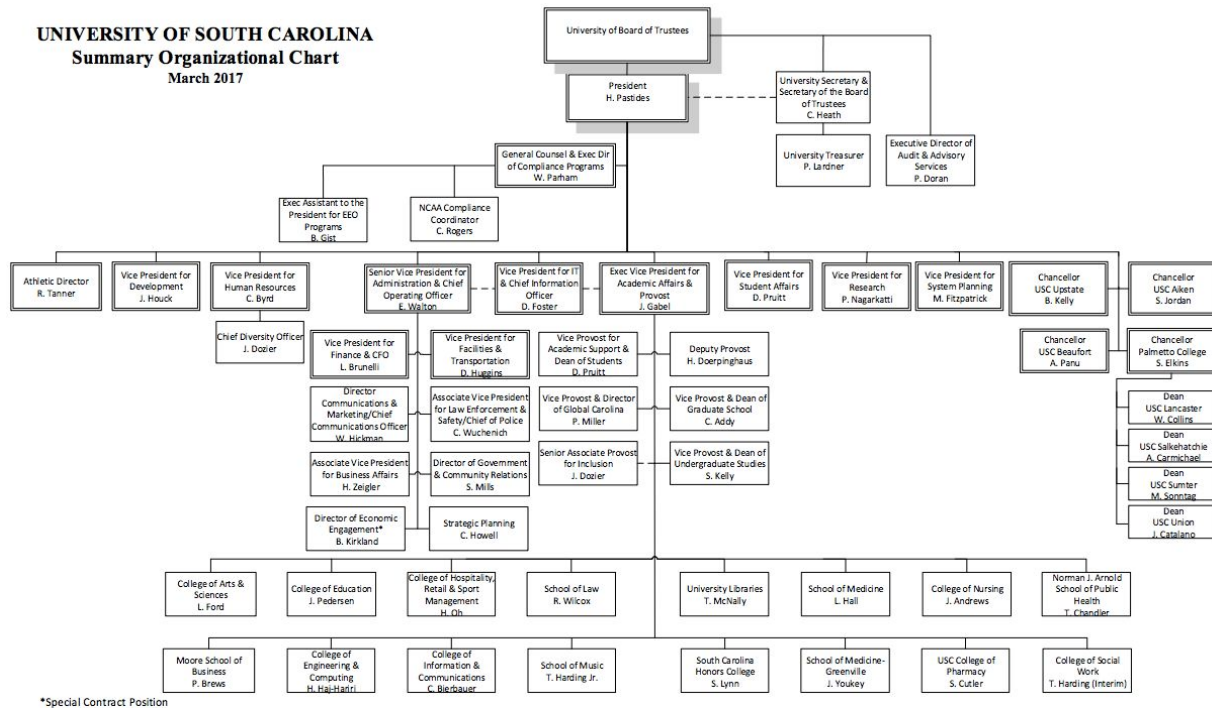 UNIVERSITY OF SOUTH CAROLINA
Summary Organizational Chart
March 2017
University of Board of Trustees
President
H. Pastides
University Secretary &
Secretary of the Board
of Trustees
C. Heath
University Treasurer
P. Lardner
Executive Director of
Audit & Advisory
Services
P. Doran
General Counsel & Exec Dir
of Compliance Programs
W. Parham
Exec Assistant to the
President for EEO
Programs
B. Gist
NCAA Compliance
Coordinator
C. Rogers
Athletic Director
R. Tanner
Vice President for
Development
J. Houck
Vice President for
Human Resources
C. Byrd
Senior Vice President for
Administration & Chief
Operating Officer
E. Walton
Vice President for IT
& Chief Information
Officer
D. Foster
Exec Vice President for
Academic Affairs &
Provost
J. Gabel
Vice President for
Student Affairs
D. Pruitt
Vice President for
Research
P. Nagarkatti
Vice President for
System Planning
M. Fitzpatrick
Chancellor
USC Upstate
B. Kelly
Chancellor
USC Aiken
S. Jordan
Chief Diversity Officer
J. Dozier
Vice President for
Finance & CFO
L. Brunelli
Vice President for
Facilities &
Transportation
D. Huggins
Vice Provost for
Academic Support &
Dean of Students
D. Pruitt
Deputy Provost
H. Doerpinghaus
Chancellor
USC Beaufort
A. Panu
Chancellor
Palmetto College
S. Elkins
Director
Communications &
Marketing/Chief
Communications Officer
W. Hickman
Associate Vice President
for Law Enforcement &
Safety/Chief of Police
C. Wuchenich
Vice Provost & Director
of Global Carolina
P. Miller
Vice Provost & Dean of
Graduate School
C. Addy
Dean
USC Lancaster
W. Collins
Dean
USC Salkehatchie
A. Carmichael
Dean
USC Sumter
M. Sonntag
Dean
USC Union
J. Catalano
Associate Vice President
for Business Affairs
H. Zeigler
Director of Government
& Community Relations
S. Mills
Senior Associate Provost
for Inclusion
J. Dozier
Vice Provost & Dean of
Undergraduate Studies
S. Kelly
Director of Economic
Engagement*
B. Kirkland
Strategic Planning
C. Howell
College of Arts &
Sciences
L. Ford
College of Education
J. Pedersen
College of Hospitality,
Retail & Sport
Management
H. Oh
School of Law
R. Wilcox
University Libraries
T. McNally
School of Medicine
L. Hall
College of Nursing
J. Andrews
Norman J. Arnold
School of Public
Health
T. Chandler
Moore School of
Business
P. Brews
College of
Engineering &
Computing
H. Haj-Hariri
College of
Information &
Communications
C. Bierbauer
School of Music
T. Harding Jr.
South Carolina
Honors College
S. Lynn
School of Medicine-
Greenville
J. Youkey
USC College of
Pharmacy
S. Cutler
College of Social
Work
T. Harding (Interim)
*Special Contract Position